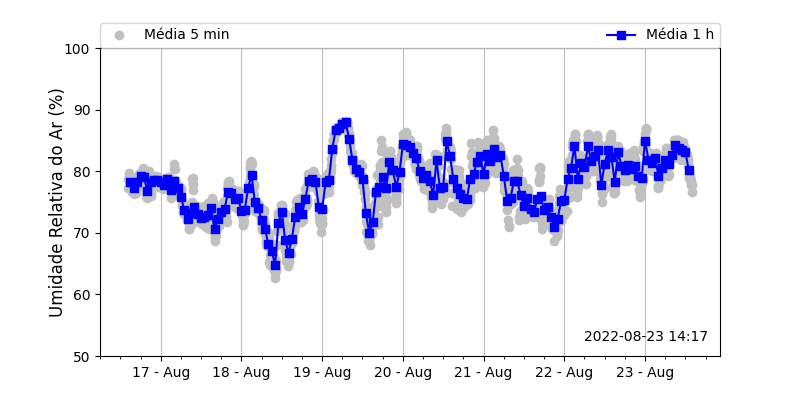 Média 5 min
Média 1 h
Umidade Relativa do Ar (%)
100
90
80
70
60
50
2022-08-23 14:17
17 - Aug
18 - Aug
19 - Aug
20 - Aug
21 - Aug
22 - Aug
23 - Aug